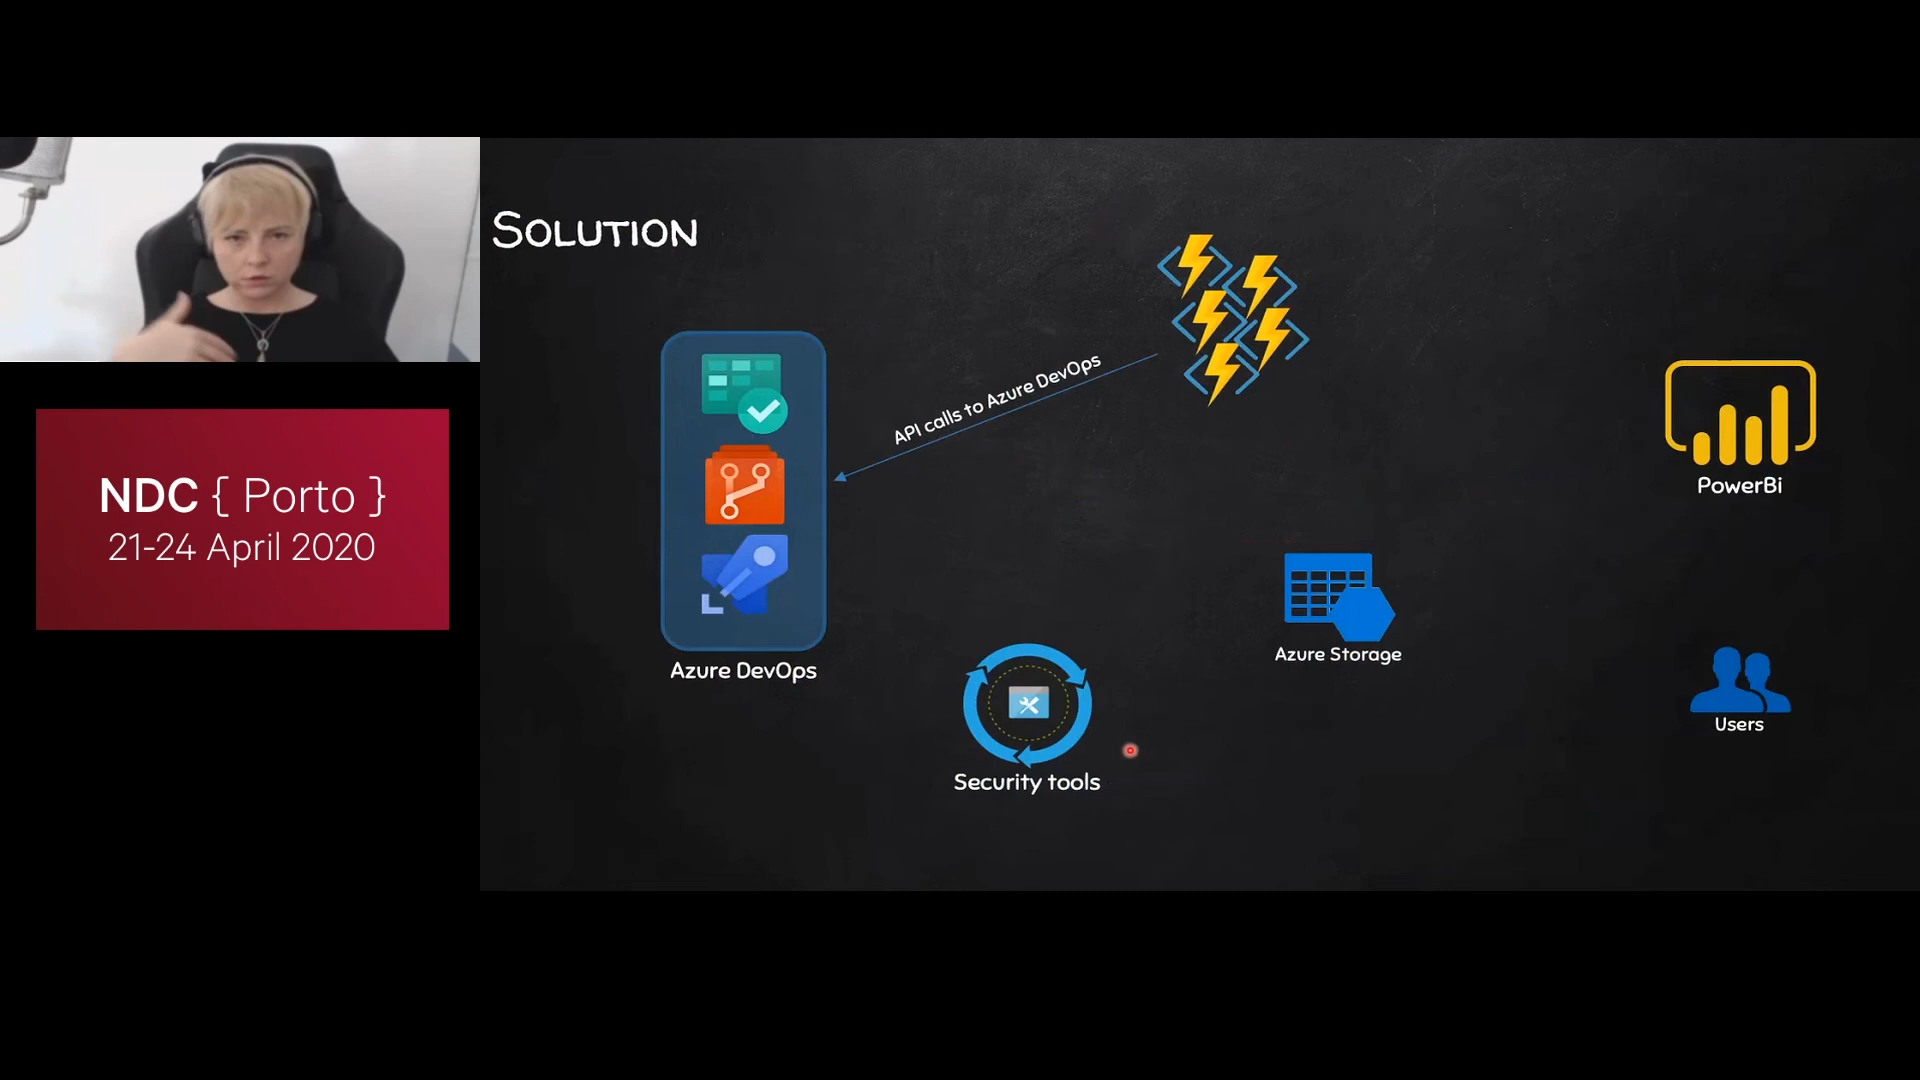 SOLUTION
API calls to Azure DevOps
PowerBi
NDC { Porto }
21-24 April 2020
Azure Storage
Azure DevOps
Users
Security tools